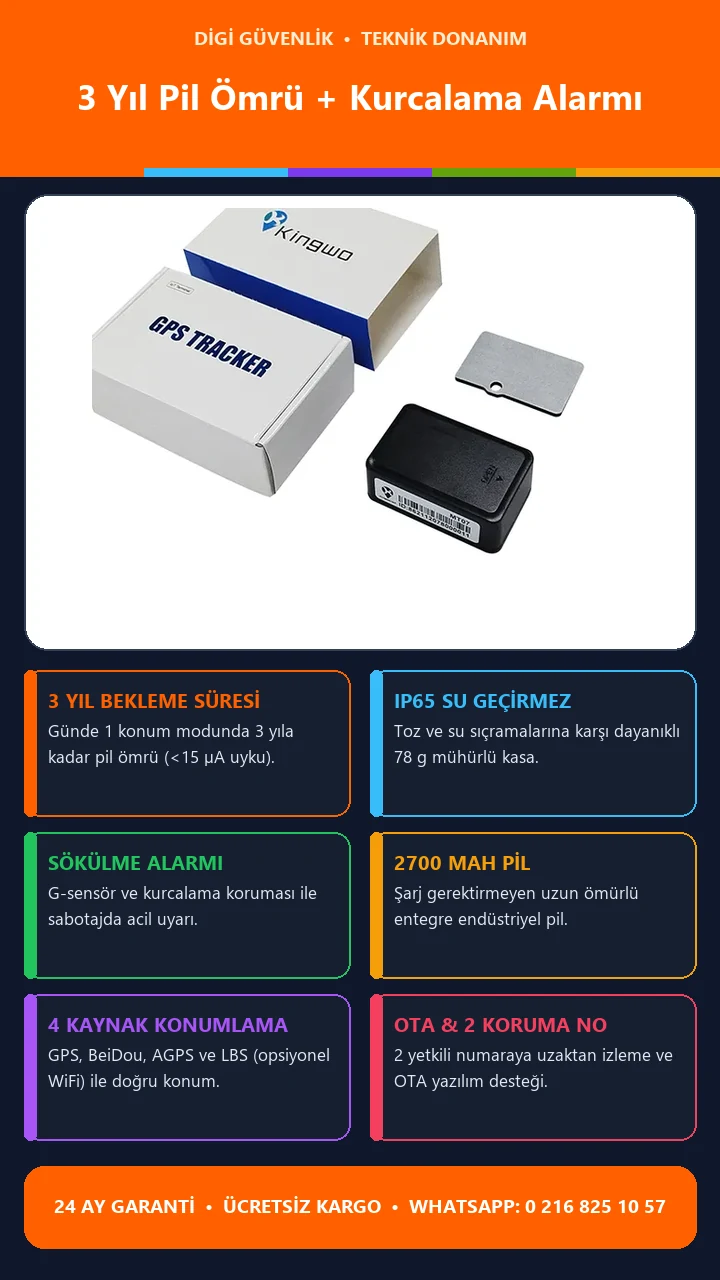 DİGİ GÜVENLİK • TEKNİK DONANIM
3 Yıl Pil Ömrü + Kurcalama Alarmı
Kingwo
GPS TRACKER
OPEN
MT07
3 YIL BEKLEME SÜRESİ
Günde 1 konum modunda 3 yıla
kadar pil ömrü (<15 µA uyku).
IP65 SU GEÇİRMEZ
Toz ve su sıçramalarına karşı dayanıklı
78 g mühürlü kasa.
SÖKÜLME ALARMI
G-sensör ve kurcalama koruması ile
sabotajda acil uyarı.
2700 MAH PİL
Şarj gerektirmeyen uzun ömürlü
entegre endüstriyel pil.
4 KAYNAK KONUMLAMA
GPS, BeiDou, AGPS ve LBS (opsiyonel
WiFi) ile doğru konum.
OTA & 2 KORUMA NO
2 yetkili numaraya uzaktan izleme ve
OTA yazılım desteği.
24 AY GARANTİ • ÜCRETSİZ KARGO • WHATSAPP: 0 216 825 10 57